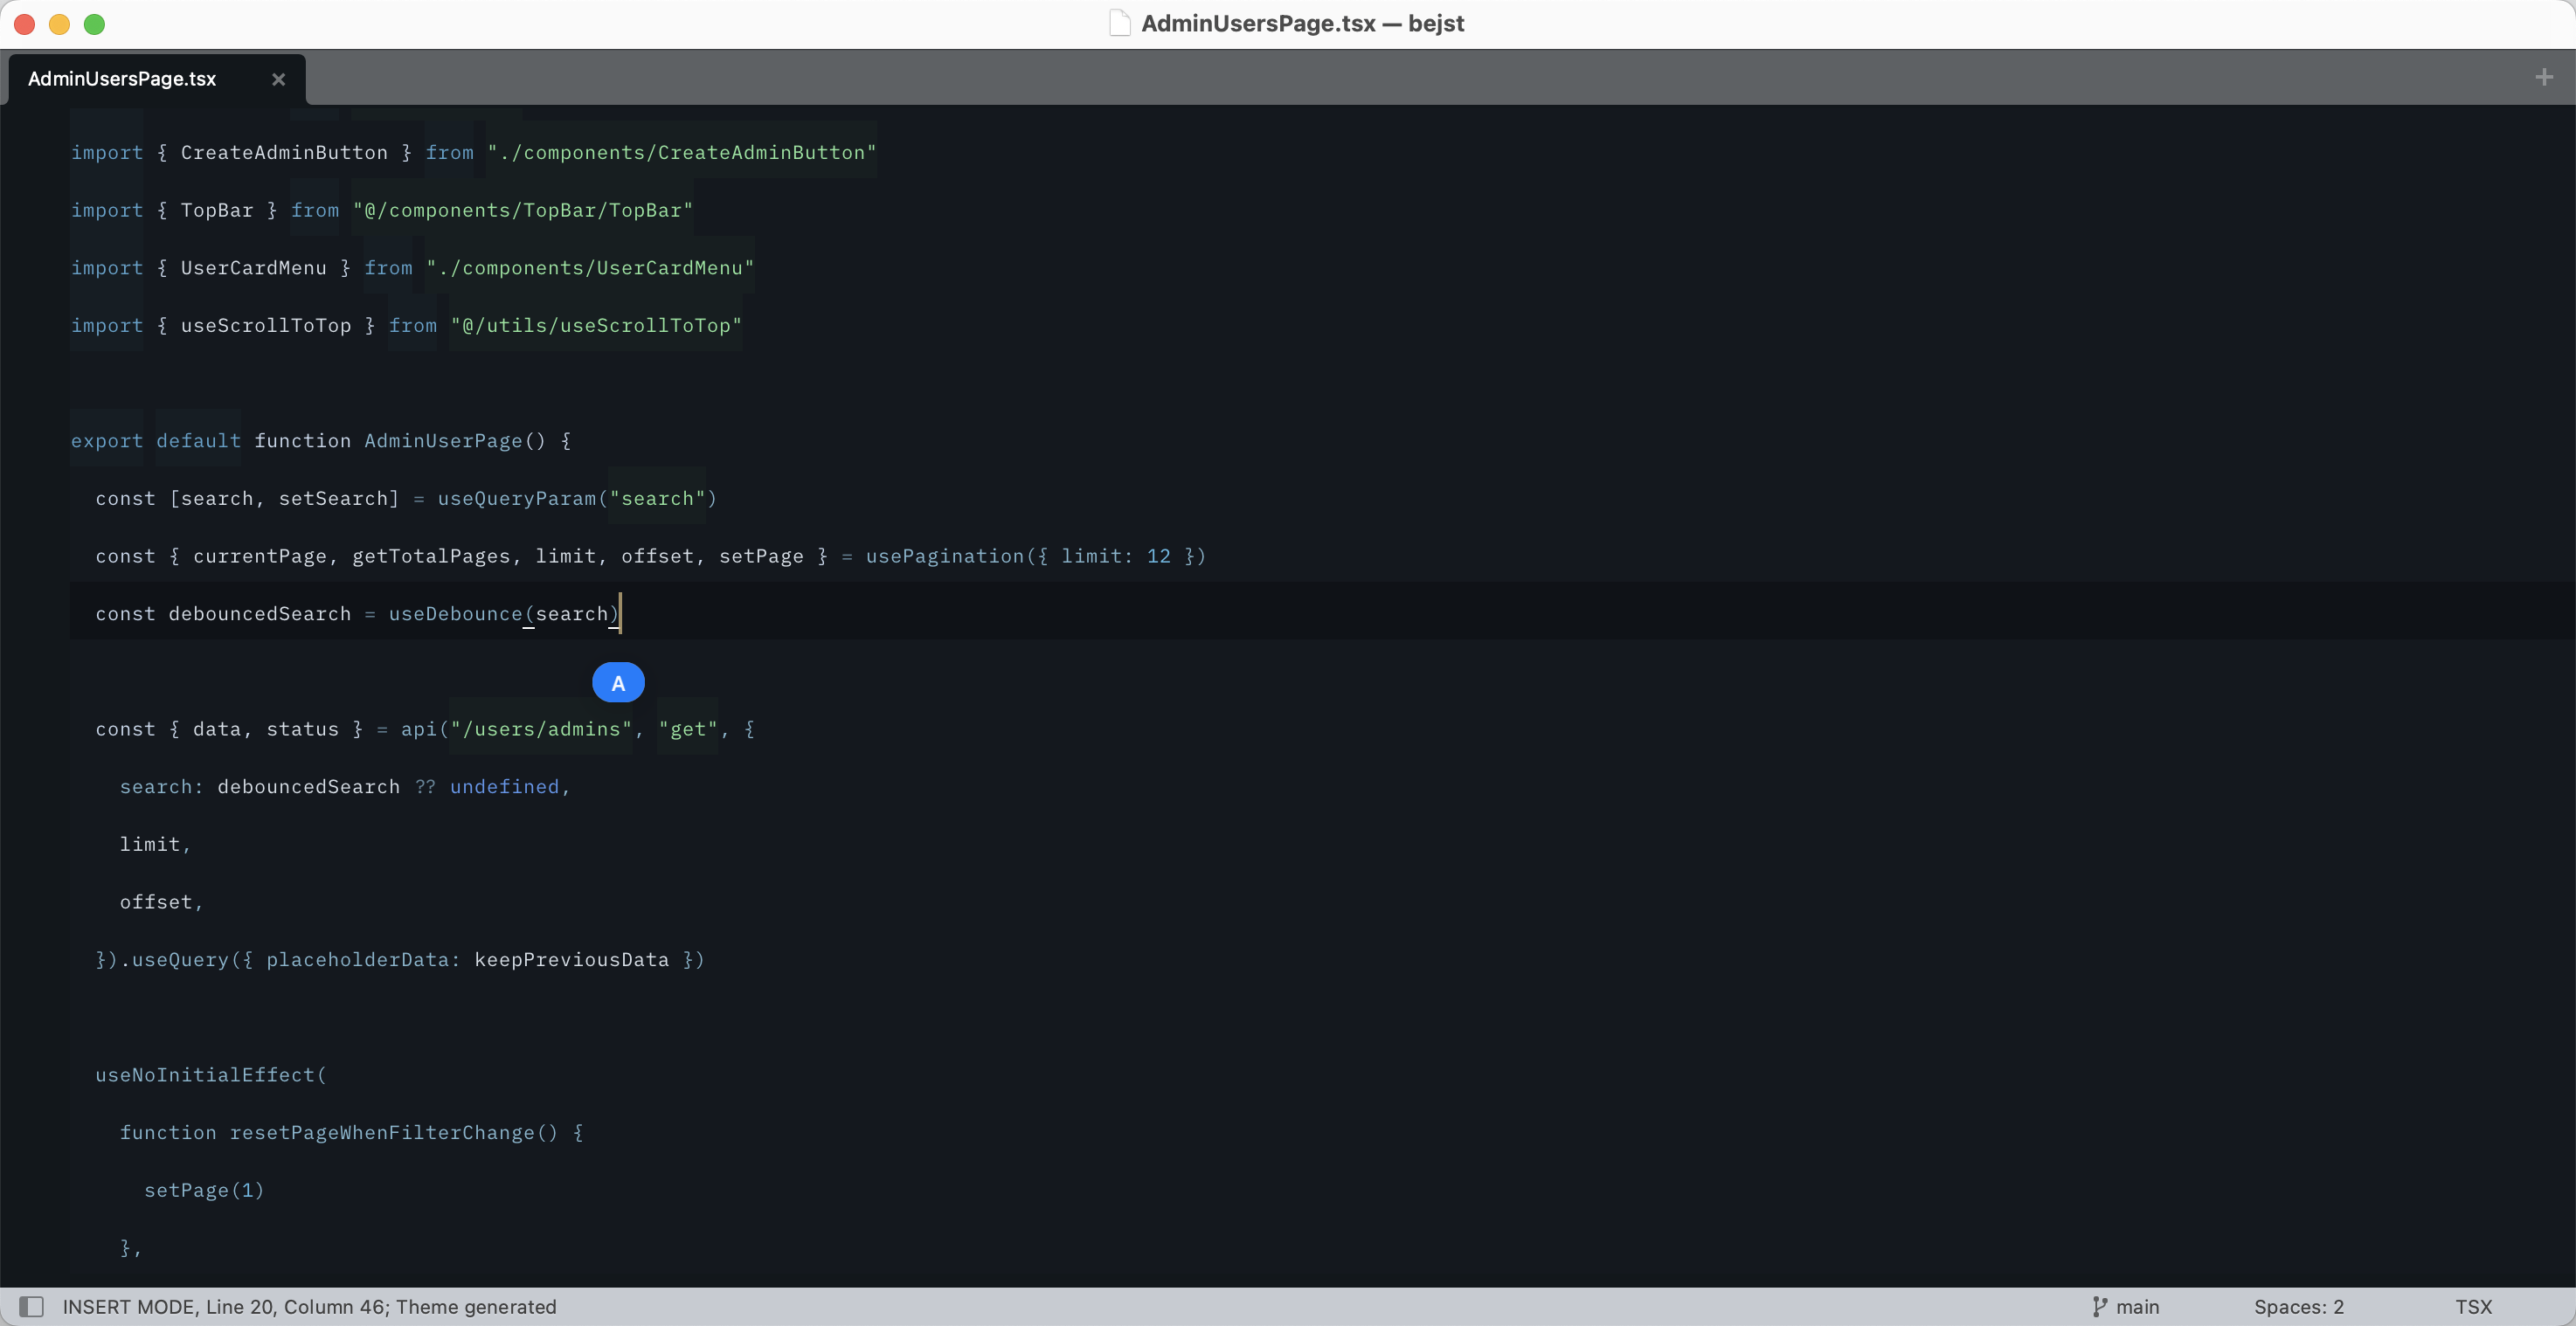 AdminUsersPage.tsx — bejst
AdminUsersPage.tsx
import { CreateAdminButton } from "./components/CreateAdminButton"
import { TopBar } from "@/components/TopBar/TopBar"
import { UserCardMenu } from "./components/UserCardMenu"
import { useScrollToTop } from "@/utils/useScrollToTop"
export default function AdminUserPage() {
const [search, setSearch] = useQueryParam("search")
const { currentPage, getTotalPages, limit, offset, setPage } = usePagination({ limit: 12 })
const debouncedSearch = useDebounce(search)
A
const { data, status } = api("/users/admins", "get", {
search: debouncedSearch ?? undefined,
limit,
offset,
}).useQuery({ placeholderData: keepPreviousData })
useNoInitialEffect(
function resetPageWhenFilterChange() {
setPage(1)
},
INSERT MODE, Line 20, Column 46; Theme generated
main
Spaces: 2
TSX